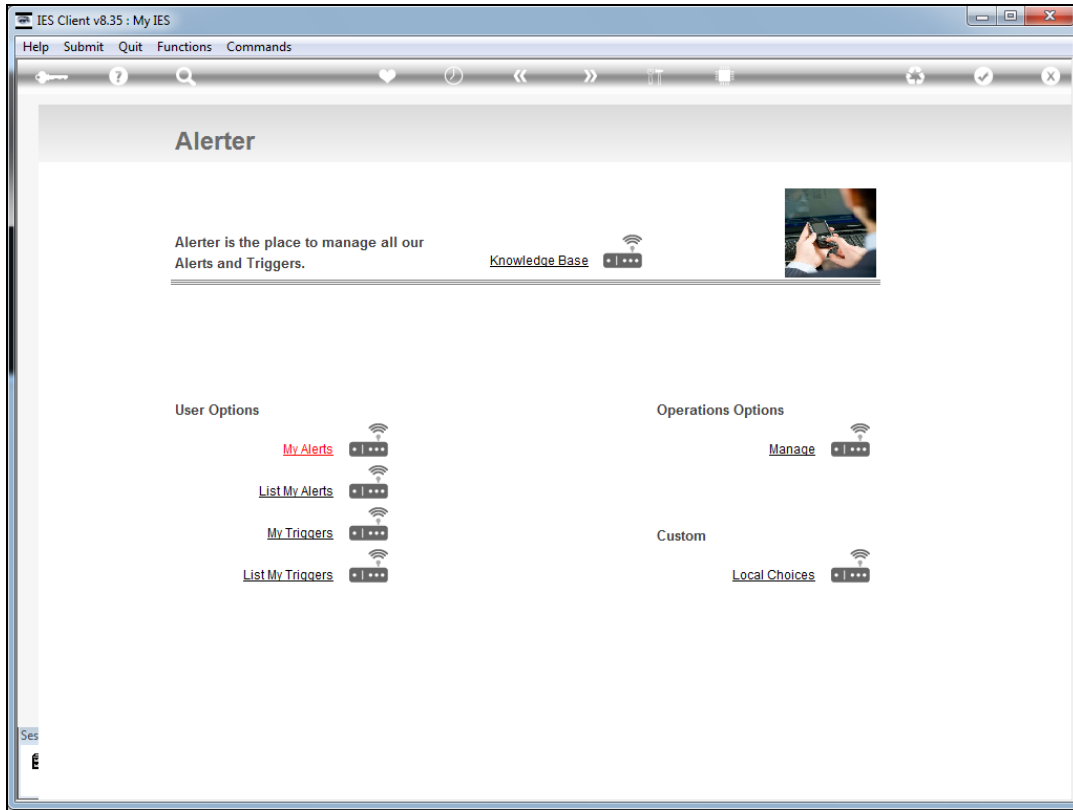 IES Client v8.35 : My IES
Help Submit Quit Functions Commands
Alerter
Alerter is the place to manage all our
Alerts and Triggers.
Knowledge Base
User Options
My Alerts
List My Alerts
My Triggers
List My Triggers
Operations Options
Manage
Custom
Local Choices
Ses